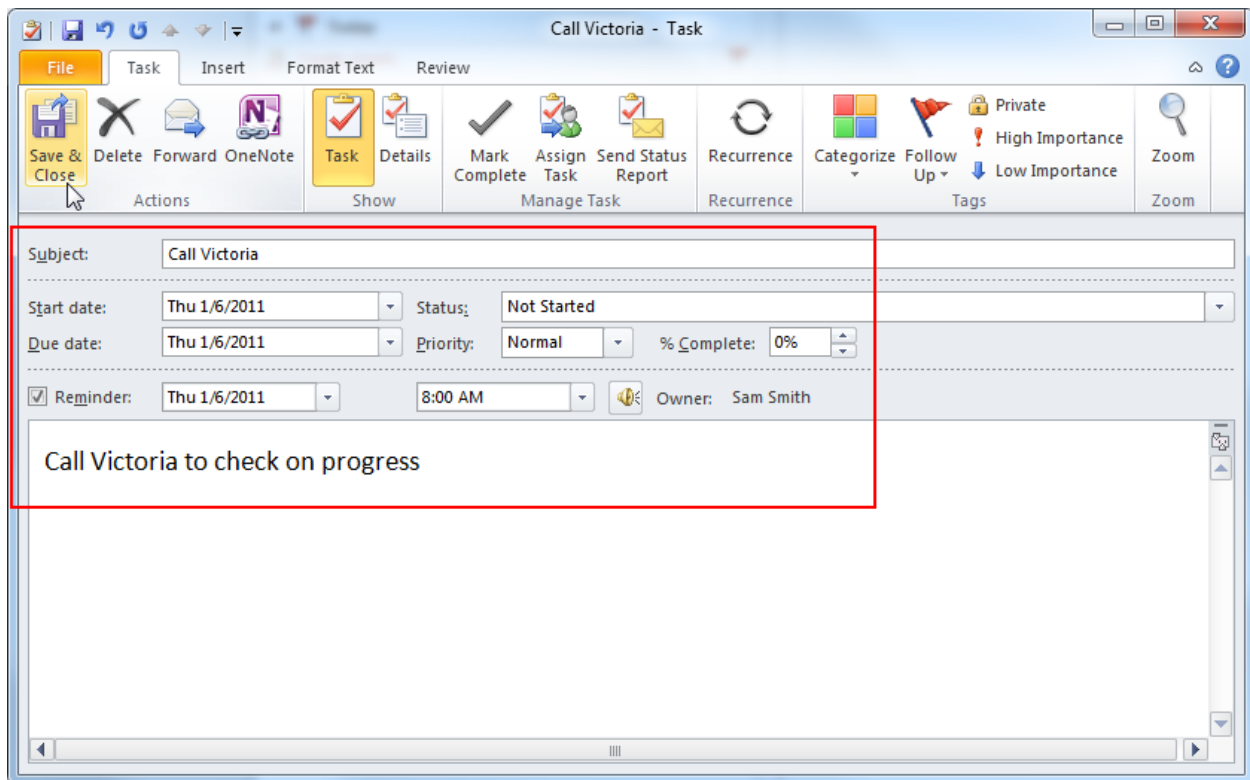 Call Victoria - Task
File Task Insert Format Text Review
Save & Close Delete Forward OneNote Task Details Mark Complete Assign Task Send Status Report Recurrence Categorize Follow Up Private High Importance Low Importance Zoom
Actions Show Manage Task Recurrence Tags Zoom
Subject: Call Victoria
Start date: Thu 1/6/2011 Status: Not Started
Due date: Thu 1/6/2011 Priority: Normal % Complete: 0%
Reminder: Thu 1/6/2011 8:00 AM Owner: Sam Smith
Call Victoria to check on progress